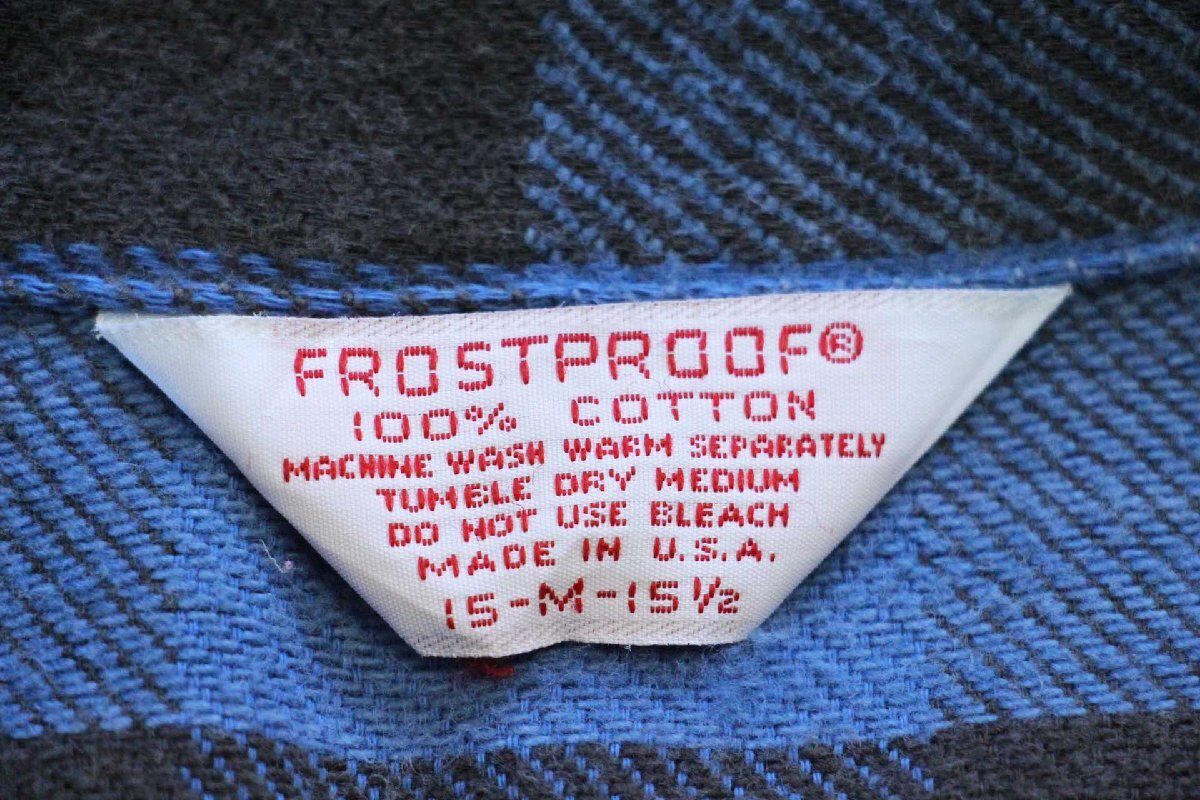 FROSTPROOF®
100% COTTON
MACHINE WASH WARM SEPARATELY
TUMBLE DRY MEDIUM
DO NOT USE BLEACH
MADE IN U.S.A.
15-M-15½